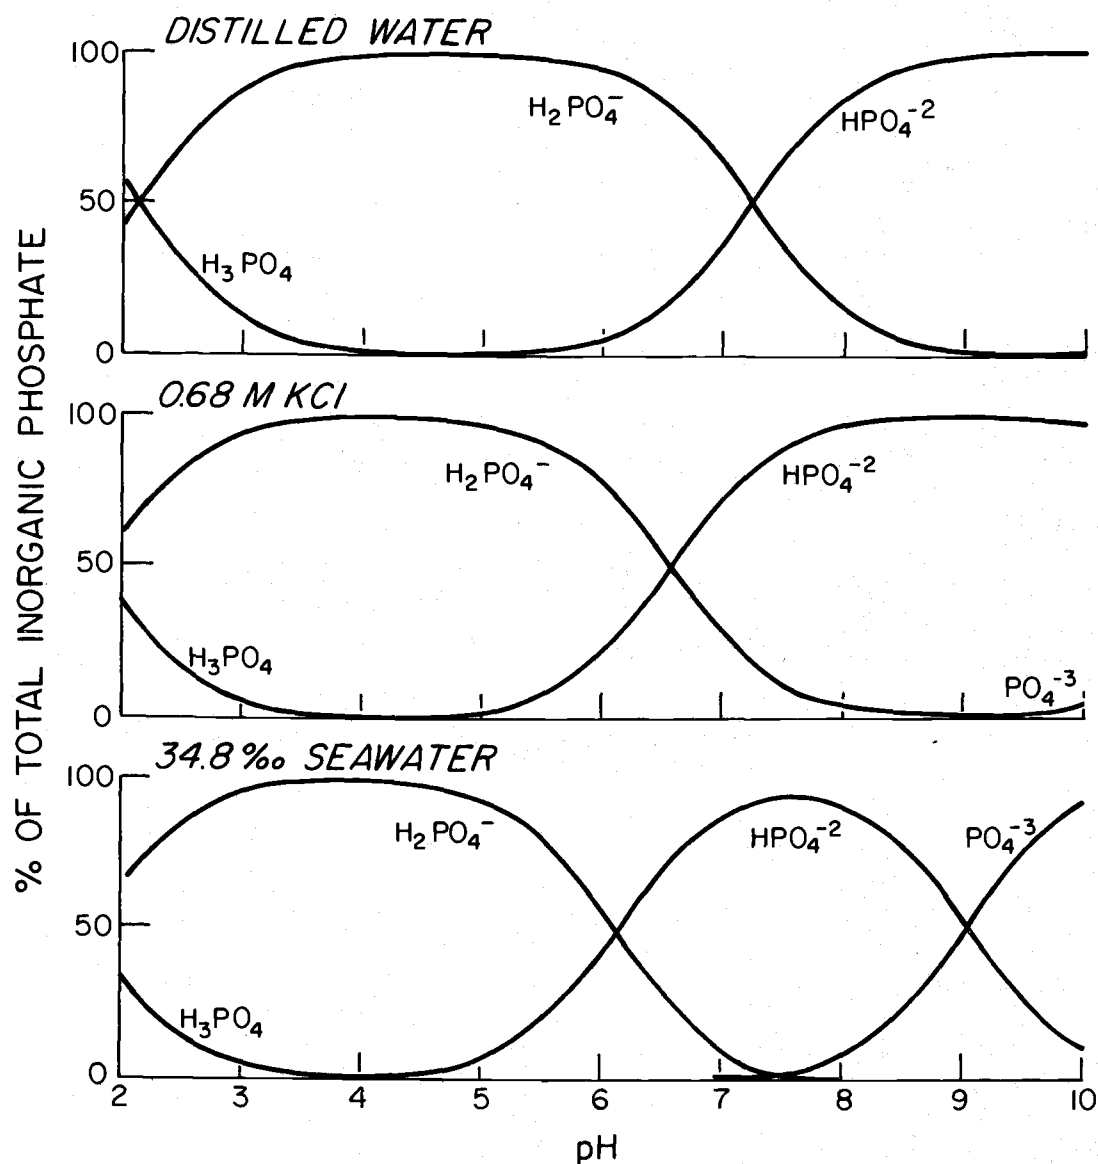 % OF TOTAL INORGANIC PHOSPHATE
DISTILLED WATER
100
50
0
H₃PO₄
H₂PO₄⁻
HPO₄⁻²
0.68 M KCl
100
50
0
H₃PO₄
H₂PO₄⁻
HPO₄⁻²
PO₄⁻³
34.8 ‰ SEAWATER
100
50
0
H₃PO₄
H₂PO₄⁻
HPO₄⁻²
PO₄⁻³
2 3 4 5 6 7 8 9 10
pH